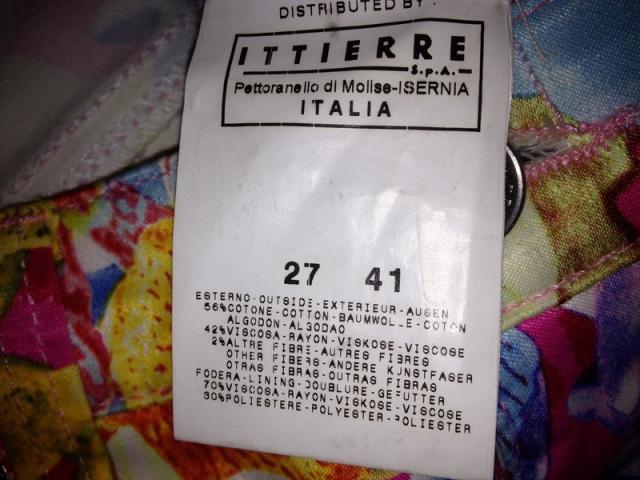 DISTRIBUTED BY:
ITTIERRE
S.p.A.
Pettoranello di Molise-ISERNIA
ITALIA
27 41
ESTERNO-OUTSIDE-EXTERIEUR-AUSEN
56%COTONE-COTTON-BAUMWOLLE-COTON
ALGODON-ALGODAO
42%VISCOSA-RAYON-VISKOSE-VISCOSE
2%ALTRE FIBRE-AUTRES FIBRES
OTHER FIBERS-ANDERE KUNSTFASER
OTRAS FIBRAS-OUTRAS FIBRAS
FODERA-LINING-DOUBLURE-GEFUTTER
70%VISCOSA-RAYON-VISKOSE-VISCOSE
30%POLIESTERE-POLYESTER-POLIESTER